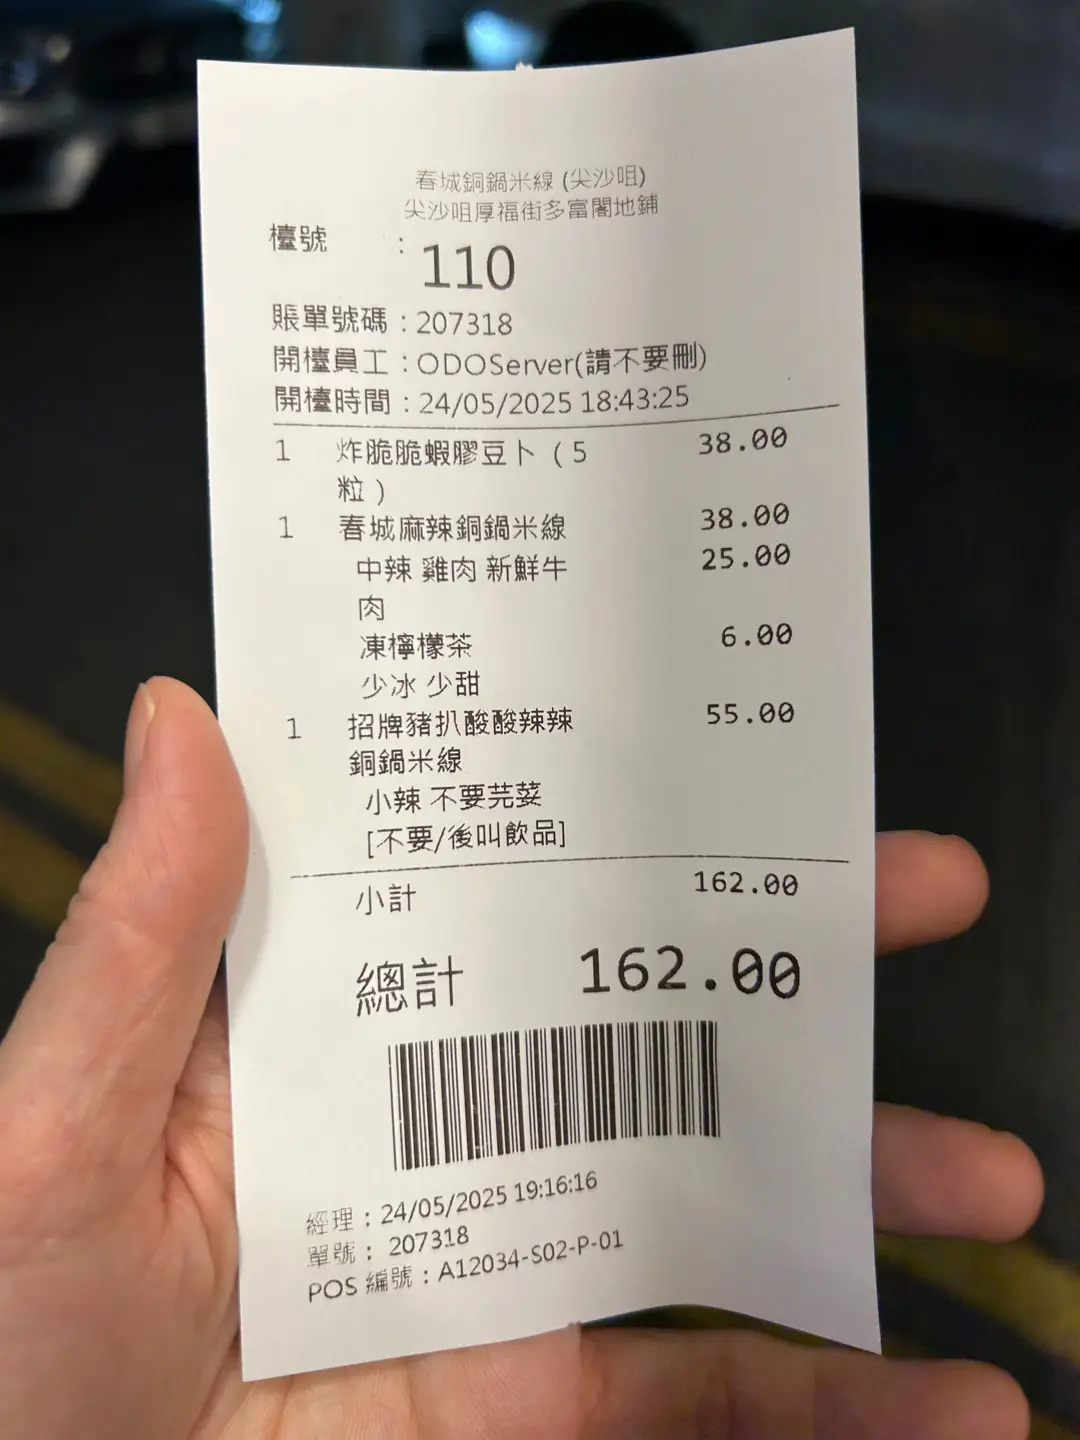 春城銅鍋米線 (尖沙咀)
尖沙咀厚福街多富閣地鋪
檯號 : 110
賬單號碼 : 207318
開檯員工 : ODOServer(請不要刪)
開檯時間 : 24/05/2025 18:43:25
1 炸脆脆蝦膠豆卜（5 38.00
粒）
1 春城麻辣銅鍋米線 38.00
中辣 雞肉 新鮮牛 25.00
肉
凍檸檬茶 6.00
少冰 少甜
1 招牌豬扒酸酸辣辣 55.00
銅鍋米線
小辣 不要芫荽
[不要/後叫飲品]
小計 162.00
總計 162.00
經理 : 24/05/2025 19:16:16
單號 : 207318
POS 編號 : A12034-S02-P-01